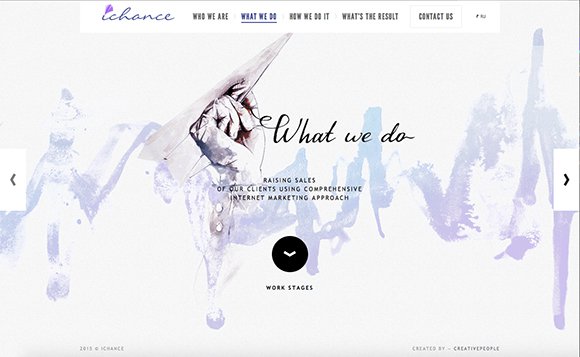 ichance
WHO WE ARE
WHAT WE DO
HOW WE DO IT
WHAT'S THE RESULT
CONTACT US
RU
What we do
RAISING SALES
OF OUR CLIENTS USING COMPREHENSIVE
INTERNET MARKETING APPROACH
WORK STAGES
2013 © ICHANCE
CREATED BY — CREATIVEPEOPLE